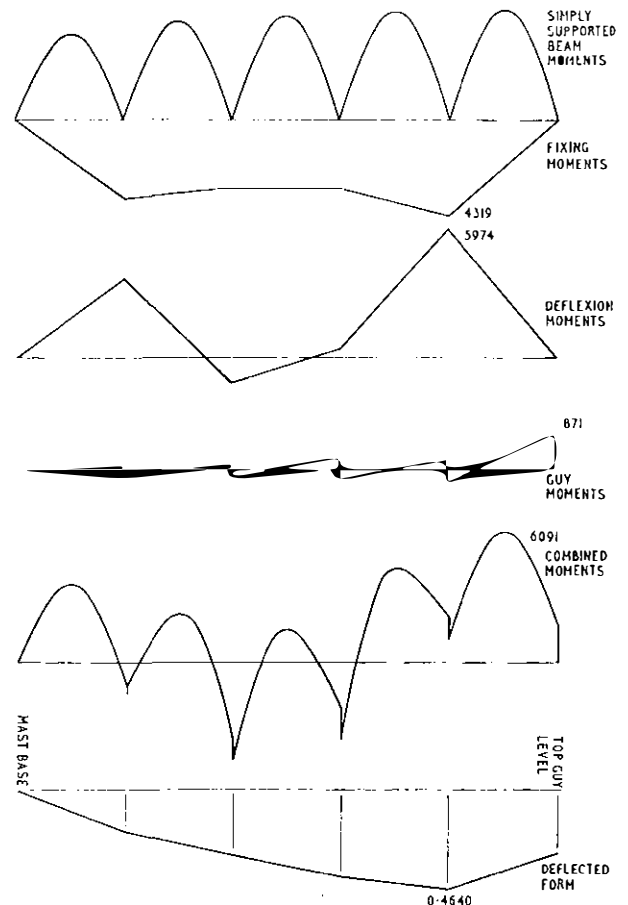 SIMPLY
SUPPORTED
BEAM
MOMENTS
FIXING
MOMENTS
4319
5974
DEFLEXION
MOMENTS
871
GUY
MOMENTS
6091
COMBINED
MOMENTS
MAST BASE
TOP GUY
LEVEL
DEFLECTED
FORM
0·4640